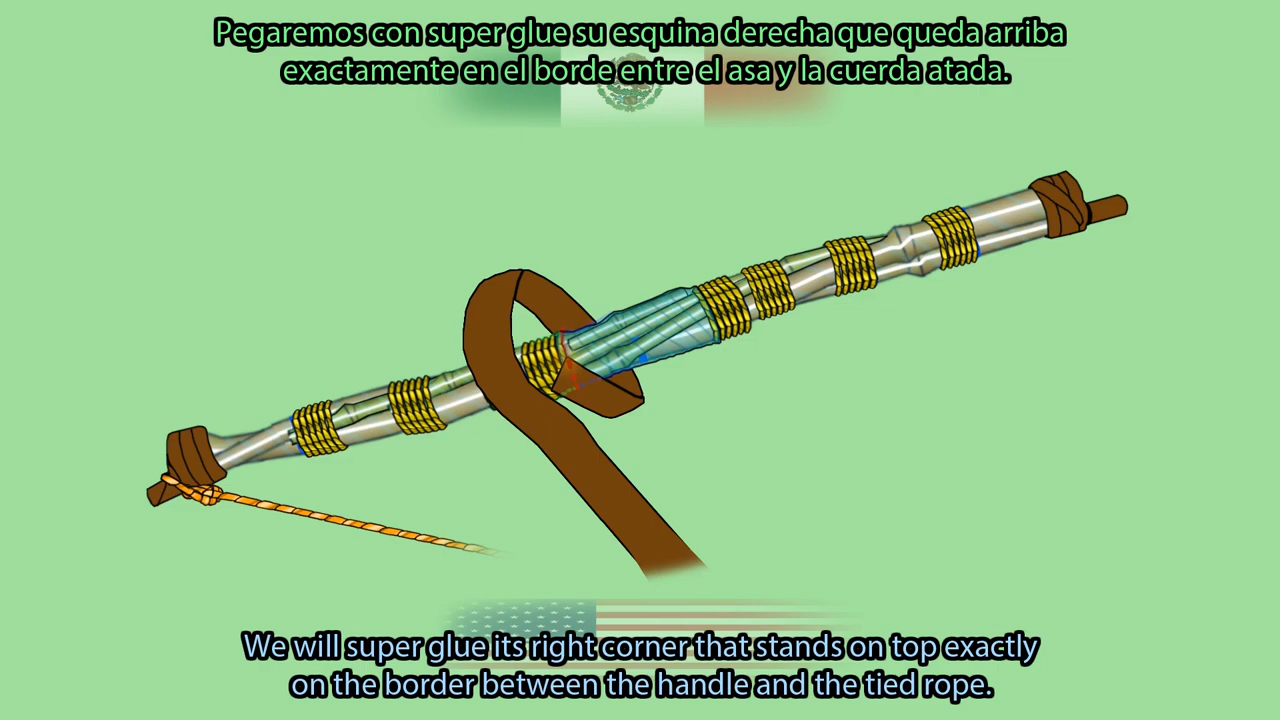 Pegaremos con super glue su esquina derecha que queda arriba
exactamente en el borde entre el asa y la cuerda atada.
We will super glue its right corner that stands on top exactly
on the border between the handle and the tied rope.